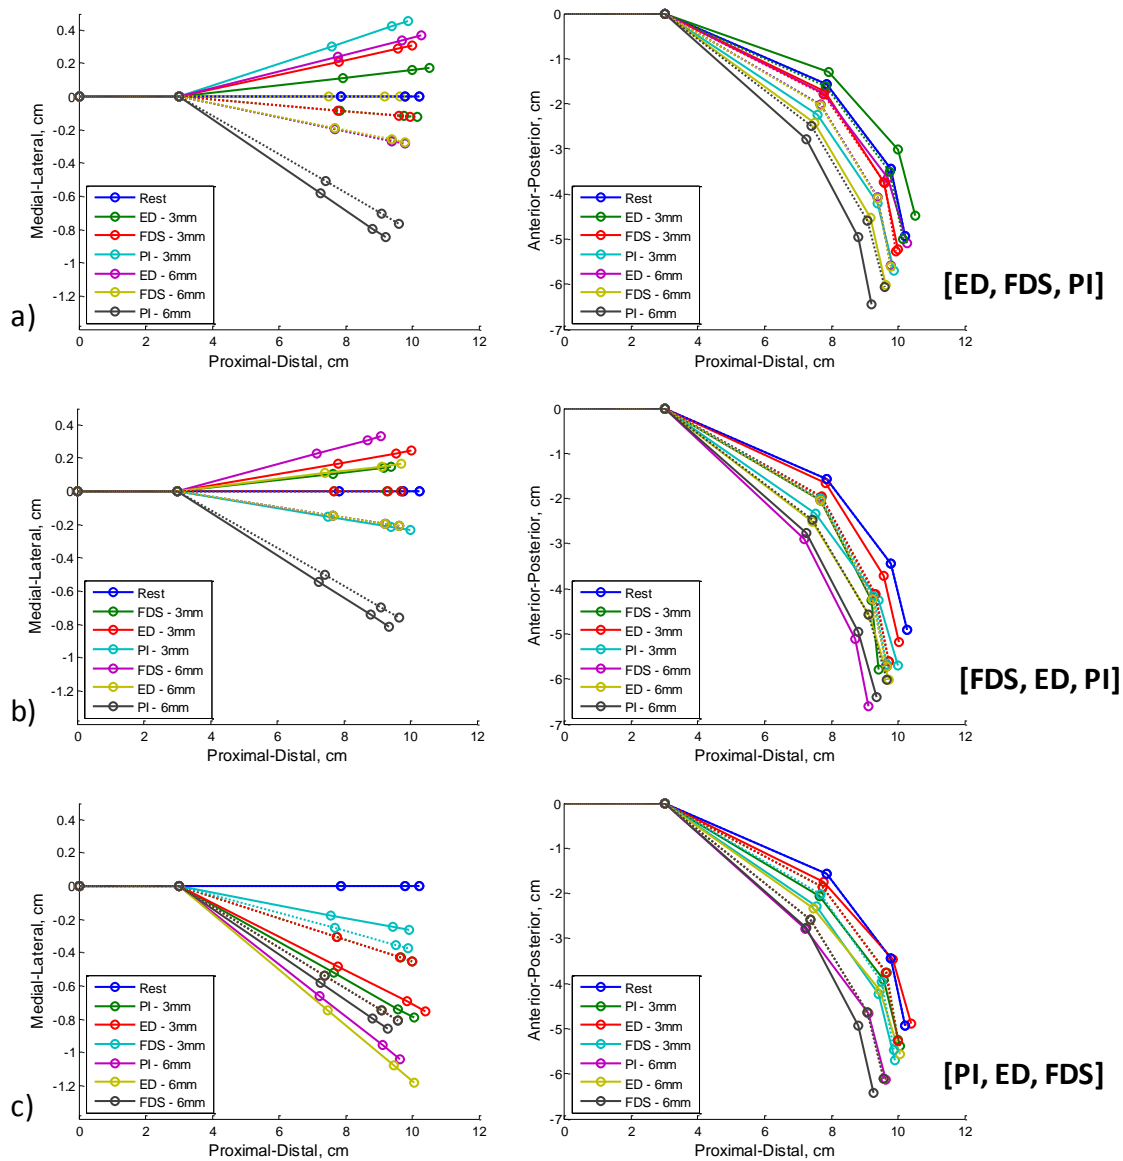 0.4
0.2
0
-0.2
-0.4
-0.6
-0.8
-1
-1.2
Medial-Lateral, cm
Rest
ED - 3mm
FDS - 3mm
PI - 3mm
ED - 6mm
FDS - 6mm
PI - 6mm
0 2 4 6 8 10 12
Proximal-Distal, cm
a)
0
-1
-2
-3
-4
-5
-6
-7
Anterior-Posterior, cm
Rest
ED - 3mm
FDS - 3mm
PI - 3mm
ED - 6mm
FDS - 6mm
PI - 6mm
0 2 4 6 8 10 12
Proximal-Distal, cm
[ED, FDS, PI]
0.4
0.2
0
-0.2
-0.4
-0.6
-0.8
-1
-1.2
Medial-Lateral, cm
Rest
FDS - 3mm
ED - 3mm
PI - 3mm
FDS - 6mm
ED - 6mm
PI - 6mm
0 2 4 6 8 10 12
Proximal-Distal, cm
b)
0
-1
-2
-3
-4
-5
-6
-7
Anterior-Posterior, cm
Rest
FDS - 3mm
ED - 3mm
PI - 3mm
FDS - 6mm
ED - 6mm
PI - 6mm
0 2 4 6 8 10 12
Proximal-Distal, cm
[FDS, ED, PI]
0.4
0.2
0
-0.2
-0.4
-0.6
-0.8
-1
-1.2
Medial-Lateral, cm
Rest
PI - 3mm
ED - 3mm
FDS - 3mm
PI - 6mm
ED - 6mm
FDS - 6mm
0 2 4 6 8 10 12
Proximal-Distal, cm
c)
0
-1
-2
-3
-4
-5
-6
-7
Anterior-Posterior, cm
Rest
PI - 3mm
ED - 3mm
FDS - 3mm
PI - 6mm
ED - 6mm
FDS - 6mm
0 2 4 6 8 10 12
Proximal-Distal, cm
[PI, ED, FDS]